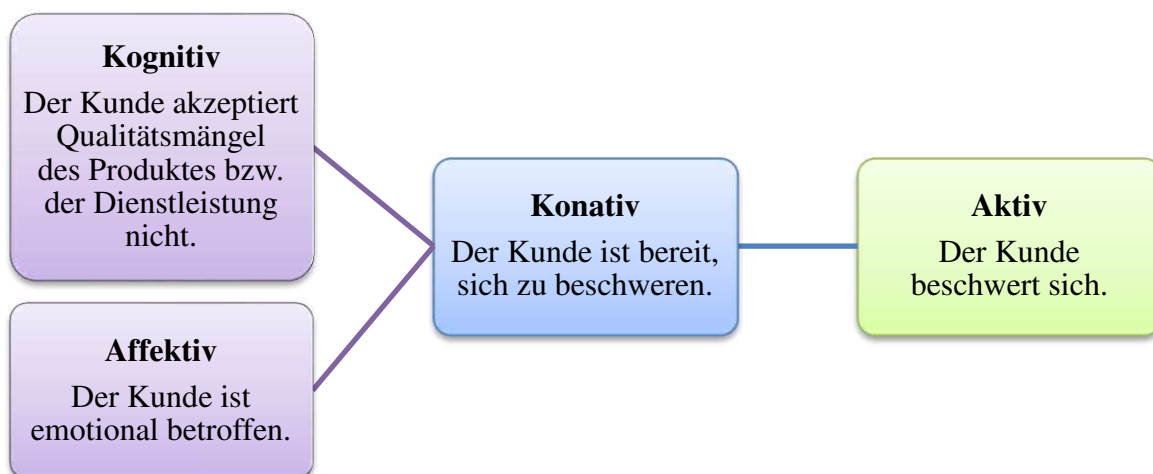 Kognitiv
Der Kunde akzeptiert
Qualitätsmängel
des Produktes bzw.
der Dienstleistung
nicht.
Affektiv
Der Kunde ist
emotional betroffen.
Konativ
Der Kunde ist bereit,
sich zu beschweren.
Aktiv
Der Kunde
beschwert sich.